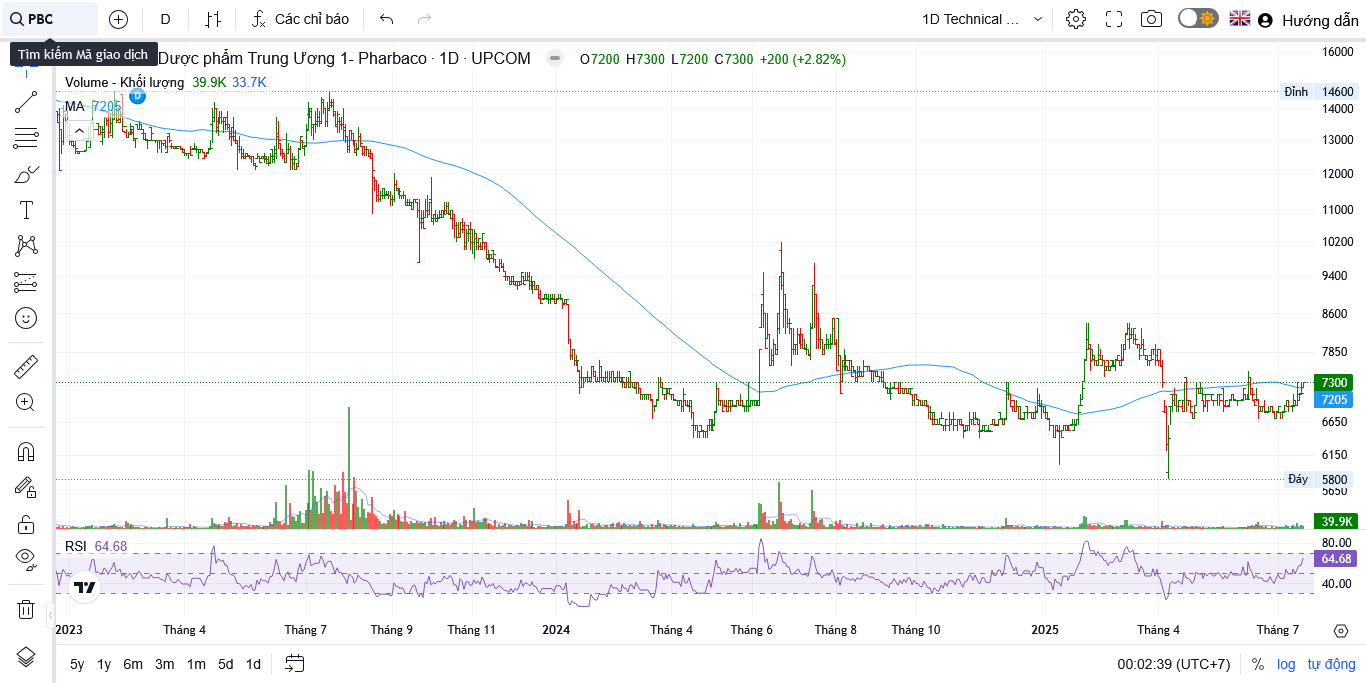 PBC
D
Các chỉ báo
1D Technical ...
Hướng dẫn
Tìm kiếm Mã giao dịch
Dược phẩm Trung Ương 1- Pharbaco · 1D · UPCOM
O7200 H7300 L7200 C7300 +200 (+2.82%)
Volume - Khối lượng 39.9K 33.7K
MA 7205
D
16000
Đỉnh 14600
14000
13000
12000
11000
10200
9400
8600
7850
7300
7205
6650
6150
Đáy 5800
5650
39.9K
RSI 64.68
80.00
64.68
40.00
2023 Tháng 4 Tháng 7 Tháng 9 Tháng 11 2024 Tháng 4 Tháng 6 Tháng 8 Tháng 10 2025 Tháng 4 Tháng 7
5y 1y 6m 3m 1m 5d 1d
00:02:39 (UTC+7) % log tự động